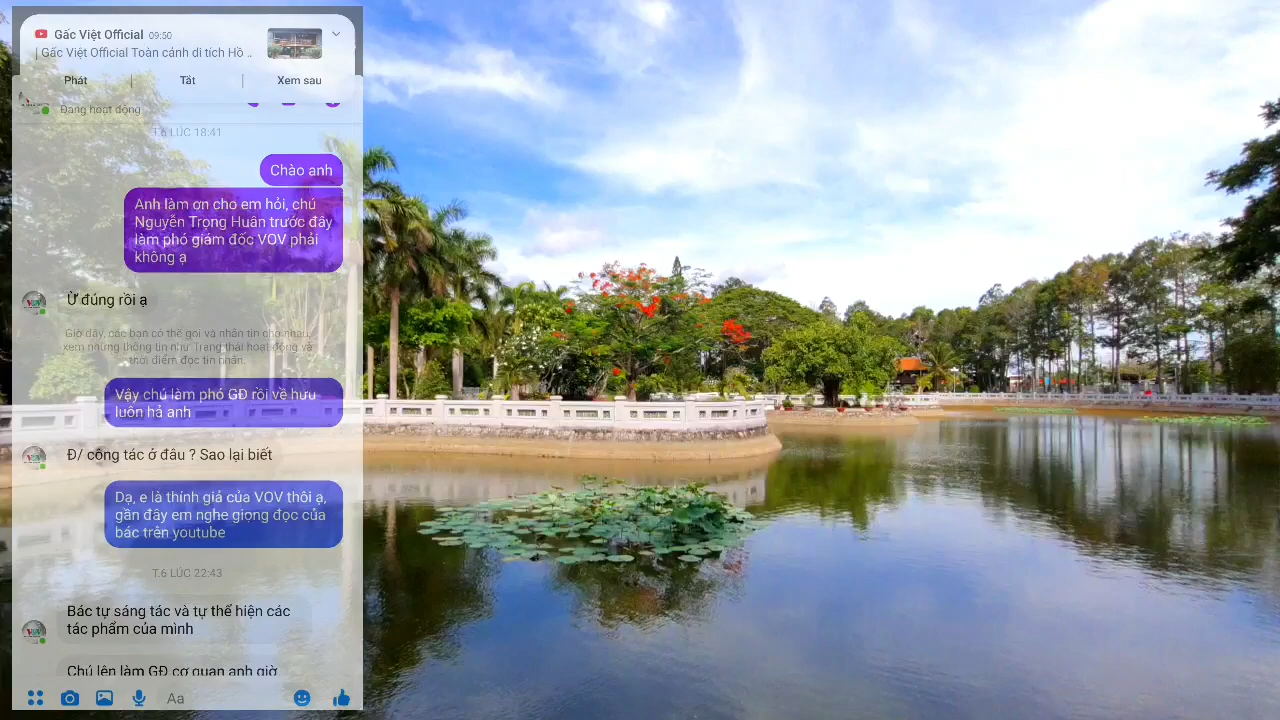 Gấc Việt Official 09:50
| Gấc Việt Official Toàn cảnh di tích Hồ ..
Phát
Tắt
Xem sau
Đang hoạt động
T.6 LÚC 18:41
Chào anh
Anh làm ơn cho em hỏi, chú
Nguyễn Trọng Huân trước đây
làm phó giám đốc VOV phải
không ạ
Ừ đúng rồi ạ
Giờ đây, các bạn có thể gọi và nhắn tin cho nhau,
xem những thông tin như Trạng thái hoạt động và
thời điểm đọc tin nhắn.
Vậy chú làm phó GĐ rồi về hưu
luôn hả anh
Đ/ công tác ở đâu ? Sao lại biết
Dạ, e là thính giả của VOV thôi ạ,
gần đây em nghe giọng đọc của
bác trên youtube
T.6 LÚC 22:43
Bác tự sáng tác và tự thể hiện các
tác phẩm của mình
Chú lên làm GĐ cơ quan anh giờ
Aa